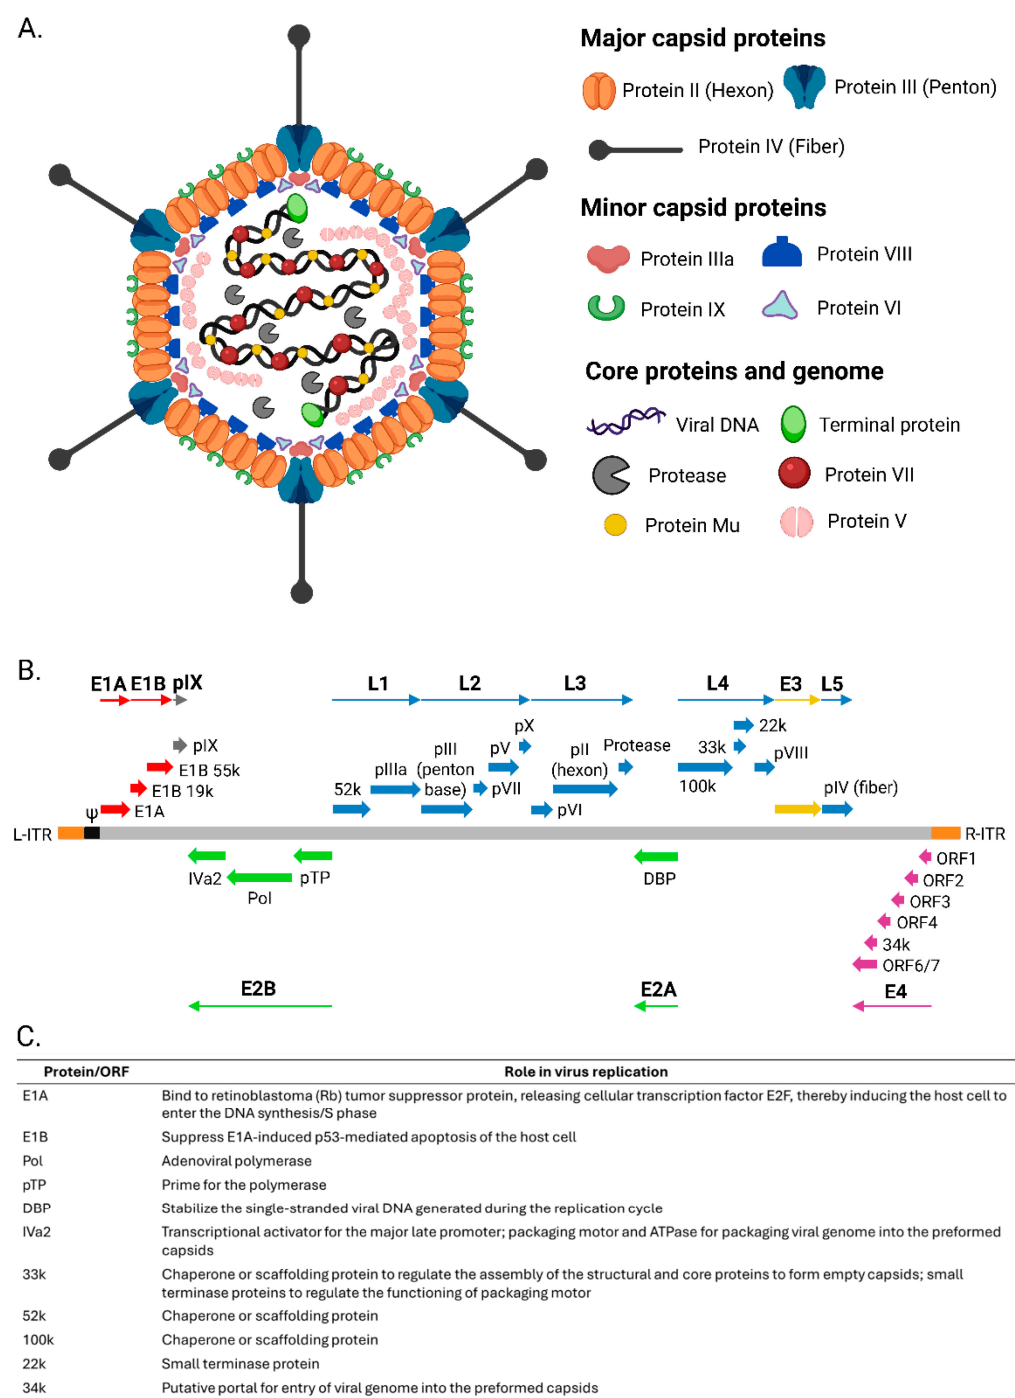 A.
Major capsid proteins
Protein II (Hexon)
Protein III (Penton)
Protein IV (Fiber)
Minor capsid proteins
Protein IIIa
Protein VIII
Protein IX
Protein VI
Core proteins and genome
Viral DNA
Terminal protein
Protease
Protein VII
Protein Mu
Protein V
B.
E1A E1B pIX L1 L2 L3 L4 E3 L5
pX 22k
pIX pIII pV pII Protease 33k pVIII
E1B 55k pIIIa (penton (hexon)
E1B 19k 52k base) pVII 100k pIV (fiber)
Ψ E1A pVI
L-ITR R-ITR
IVa2 pTP DBP ORF1
Pol ORF2
ORF3
ORF4
34k
ORF6/7
E2B E2A E4
C.
Protein/ORF Role in virus replication
E1A Bind to retinoblastoma (Rb) tumor suppressor protein, releasing cellular transcription factor E2F, thereby inducing the host cell to
enter the DNA synthesis/S phase
E1B Suppress E1A-induced p53-mediated apoptosis of the host cell
Pol Adenoviral polymerase
pTP Prime for the polymerase
DBP Stabilize the single-stranded viral DNA generated during the replication cycle
IVa2 Transcriptional activator for the major late promoter; packaging motor and ATPase for packaging viral genome into the preformed
capsids
33k Chaperone or scaffolding protein to regulate the assembly of the structural and core proteins to form empty capsids; small
terminase proteins to regulate the functioning of packaging motor
52k Chaperone or scaffolding protein
100k Chaperone or scaffolding protein
22k Small terminase protein
34k Putative portal for entry of viral genome into the preformed capsids